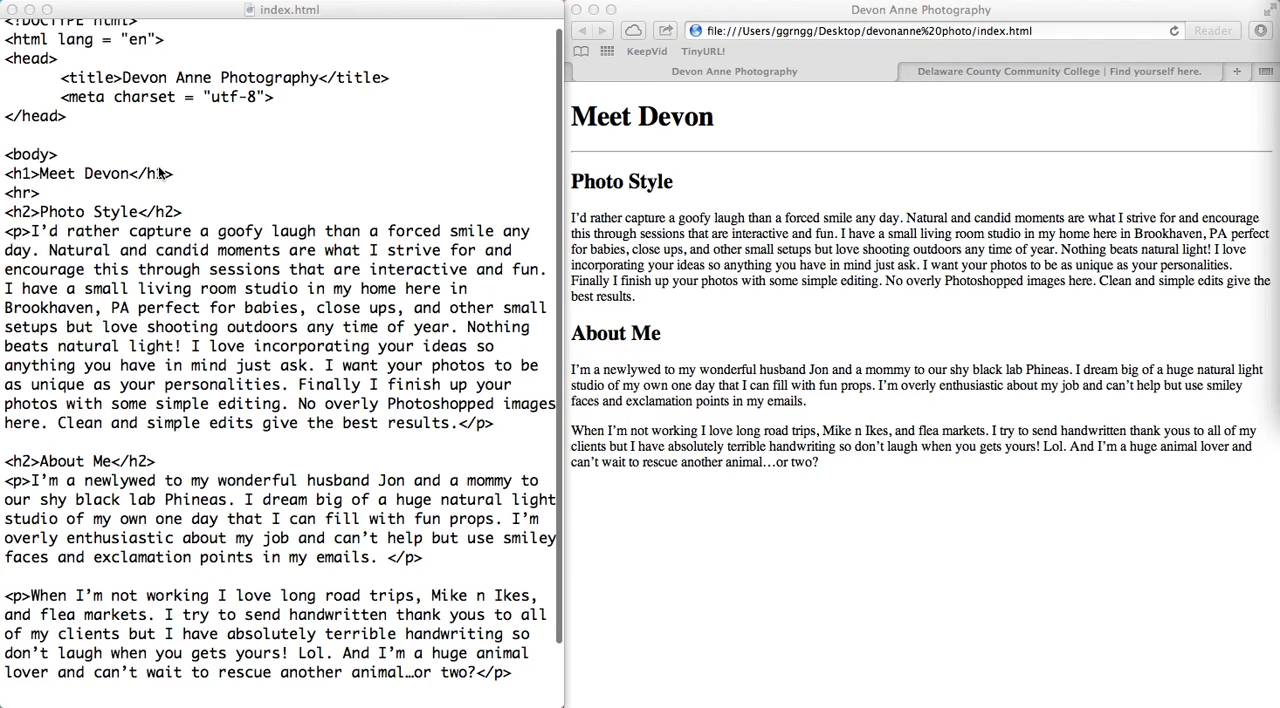 index.html
<!DOCTYPE html>
<html lang = "en">
<head>
<title>Devon Anne Photography</title>
<meta charset = "utf-8">
</head>
<body>
<h1>Meet Devon</h1>
<hr>
<h2>Photo Style</h2>
<p>I’d rather capture a goofy laugh than a forced smile any
day. Natural and candid moments are what I strive for and
encourage this through sessions that are interactive and fun.
I have a small living room studio in my home here in
Brookhaven, PA perfect for babies, close ups, and other small
setups but love shooting outdoors any time of year. Nothing
beats natural light! I love incorporating your ideas so
anything you have in mind just ask. I want your photos to be
as unique as your personalities. Finally I finish up your
photos with some simple editing. No overly Photoshopped images
here. Clean and simple edits give the best results.</p>
<h2>About Me</h2>
<p>I’m a newlywed to my wonderful husband Jon and a mommy to
our shy black lab Phineas. I dream big of a huge natural light
studio of my own one day that I can fill with fun props. I’m
overly enthusiastic about my job and can’t help but use smiley
faces and exclamation points in my emails. </p>
<p>When I’m not working I love long road trips, Mike n Ikes,
and flea markets. I try to send handwritten thank yous to all
of my clients but I have absolutely terrible handwriting so
don’t laugh when you gets yours! Lol. And I’m a huge animal
lover and can’t wait to rescue another animal…or two?</p>
Devon Anne Photography
file:///Users/ggrngg/Desktop/devonanne%20photo/index.html
Reader
KeepVid TinyURL!
Devon Anne Photography
Delaware County Community College | Find yourself here.
Meet Devon
Photo Style
I’d rather capture a goofy laugh than a forced smile any day. Natural and candid moments are what I strive for and encourage
this through sessions that are interactive and fun. I have a small living room studio in my home here in Brookhaven, PA perfect
for babies, close ups, and other small setups but love shooting outdoors any time of year. Nothing beats natural light! I love
incorporating your ideas so anything you have in mind just ask. I want your photos to be as unique as your personalities.
Finally I finish up your photos with some simple editing. No overly Photoshopped images here. Clean and simple edits give the
best results.
About Me
I’m a newlywed to my wonderful husband Jon and a mommy to our shy black lab Phineas. I dream big of a huge natural light
studio of my own one day that I can fill with fun props. I’m overly enthusiastic about my job and can’t help but use smiley
faces and exclamation points in my emails.
When I’m not working I love long road trips, Mike n Ikes, and flea markets. I try to send handwritten thank yous to all of my
clients but I have absolutely terrible handwriting so don’t laugh when you gets yours! Lol. And I’m a huge animal lover and
can’t wait to rescue another animal…or two?